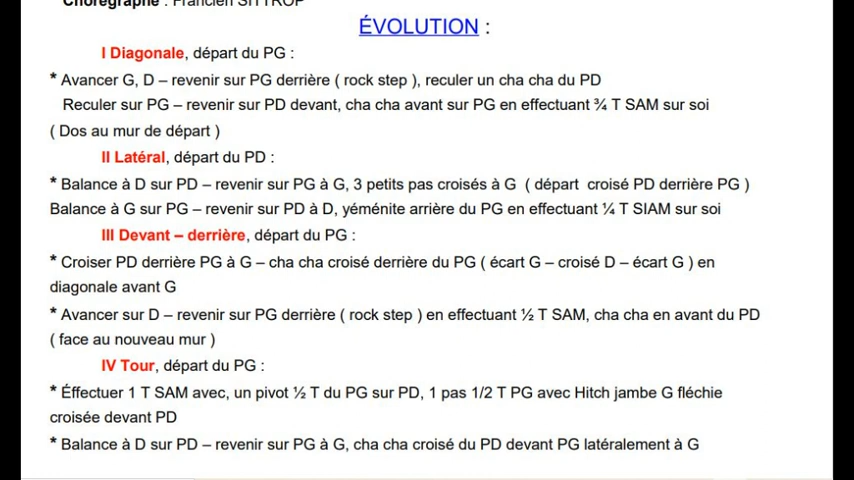 Chorégraphe : Francien SITTROP
ÉVOLUTION :
I Diagonale, départ du PG :
* Avancer G, D – revenir sur PG derrière ( rock step ), reculer un cha cha du PD
Reculer sur PG – revenir sur PD devant, cha cha avant sur PG en effectuant ¾ T SAM sur soi
( Dos au mur de départ )
II Latéral, départ du PD :
* Balance à D sur PD – revenir sur PG à G, 3 petits pas croisés à G ( départ croisé PD derrière PG )
Balance à G sur PG – revenir sur PD à D, yéménite arrière du PG en effectuant ¼ T SIAM sur soi
III Devant – derrière, départ du PG :
* Croiser PD derrière PG à G – cha cha croisé derrière du PG ( écart G – croisé D – écart G ) en
diagonale avant G
* Avancer sur D – revenir sur PG derrière ( rock step ) en effectuant ½ T SAM, cha cha en avant du PD
( face au nouveau mur )
IV Tour, départ du PG :
* Éffectuer 1 T SAM avec, un pivot ½ T du PG sur PD, 1 pas 1/2 T PG avec Hitch jambe G fléchie
croisée devant PD
* Balance à D sur PD – revenir sur PG à G, cha cha croisé du PD devant PG latéralement à G